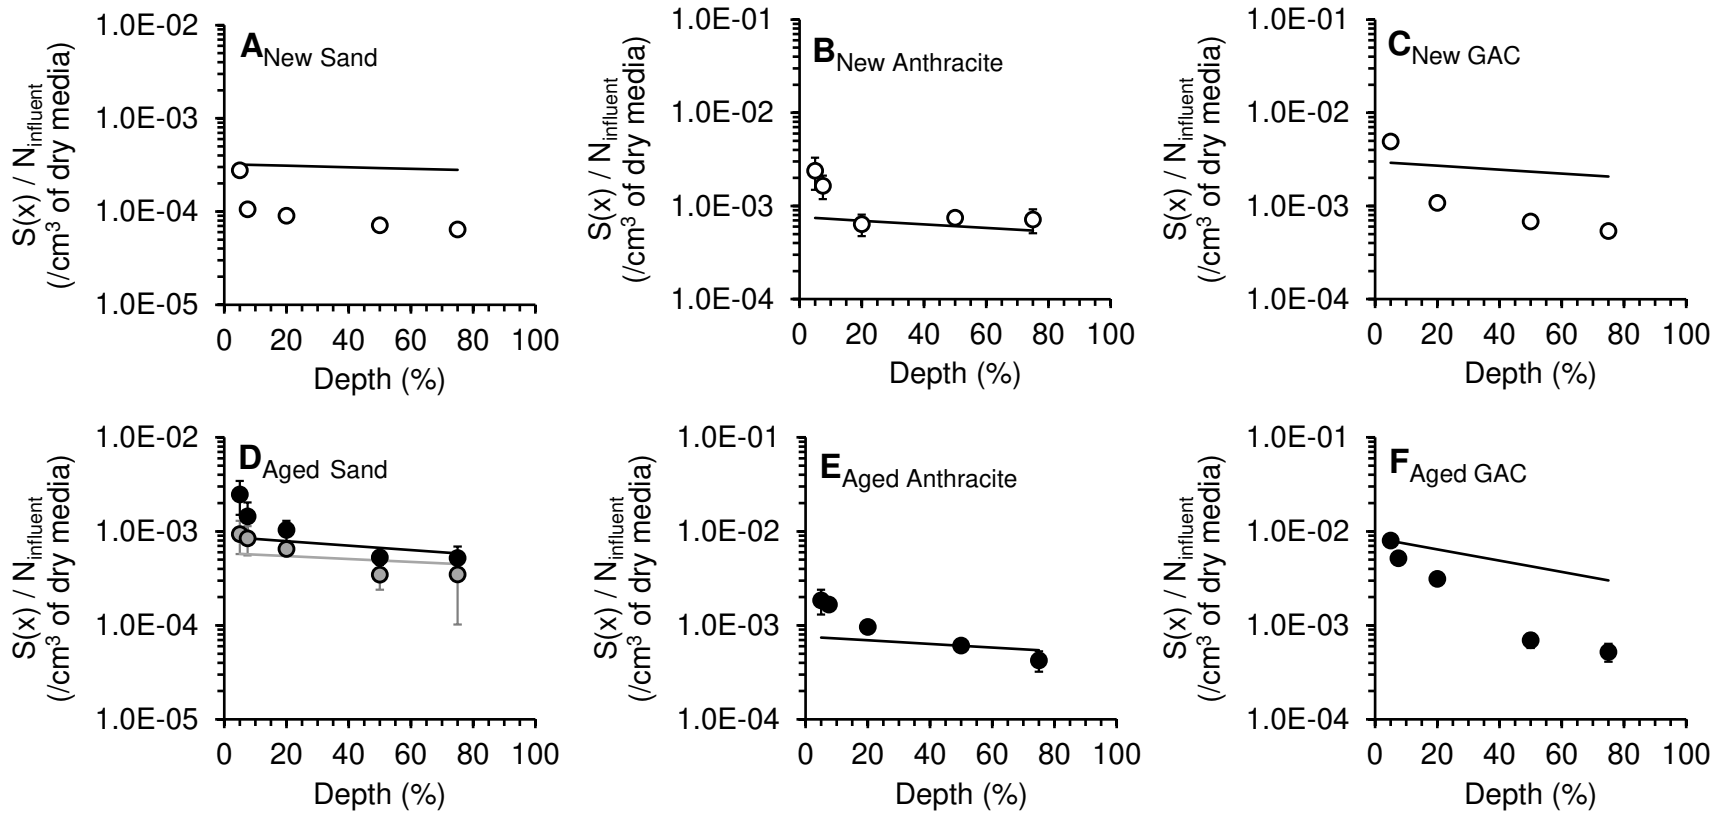 A New Sand
1.0E-02
1.0E-03
1.0E-04
1.0E-05
S(x) / Ninfluent
(/cm3 of dry media)
0 20 40 60 80 100
Depth (%)
B New Anthracite
1.0E-01
1.0E-02
1.0E-03
1.0E-04
S(x) / Ninfluent
(/cm3 of dry media)
0 20 40 60 80 100
Depth (%)
C New GAC
1.0E-01
1.0E-02
1.0E-03
1.0E-04
S(x) / Ninfluent
(/cm3 of dry media)
0 20 40 60 80 100
Depth (%)
D Aged Sand
1.0E-02
1.0E-03
1.0E-04
1.0E-05
S(x) / Ninfluent
(/cm3 of dry media)
0 20 40 60 80 100
Depth (%)
E Aged Anthracite
1.0E-01
1.0E-02
1.0E-03
1.0E-04
S(x) / Ninfluent
(/cm3 of dry media)
0 20 40 60 80 100
Depth (%)
F Aged GAC
1.0E-01
1.0E-02
1.0E-03
1.0E-04
S(x) / Ninfluent
(/cm3 of dry media)
0 20 40 60 80 100
Depth (%)